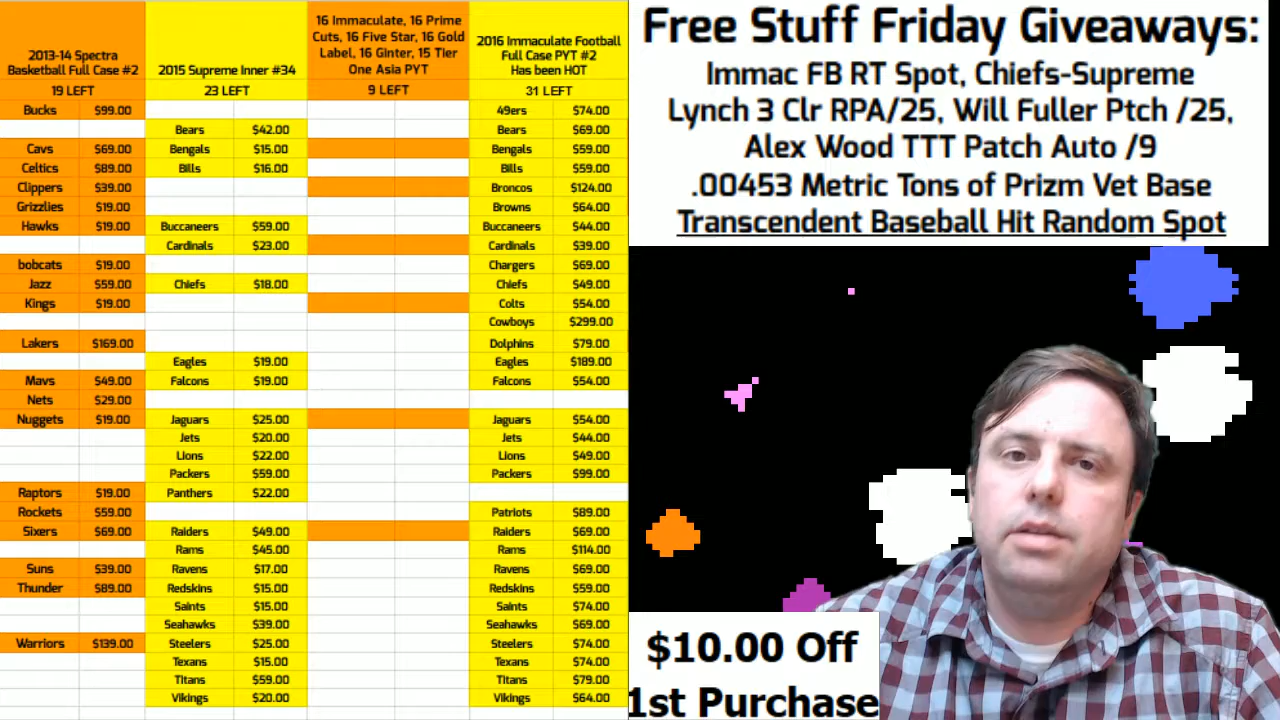 2013-14 Spectra
Basketball Full Case #2
19 LEFT
Bucks $99.00
Cavs $69.00
Celtics $89.00
Clippers $39.00
Grizzlies $19.00
Hawks $19.00
bobcats $19.00
Jazz $59.00
Kings $19.00
Lakers $169.00
Mavs $49.00
Nets $29.00
Nuggets $19.00
Raptors $19.00
Rockets $59.00
Sixers $69.00
Suns $39.00
Thunder $89.00
Warriors $139.00
2015 Supreme Inner #34
23 LEFT
Bears $42.00
Bengals $15.00
Bills $16.00
Buccaneers $59.00
Cardinals $23.00
Chiefs $18.00
Eagles $19.00
Falcons $19.00
Jaguars $25.00
Jets $20.00
Lions $22.00
Packers $59.00
Panthers $22.00
Raiders $49.00
Rams $45.00
Ravens $17.00
Redskins $15.00
Saints $15.00
Seahawks $39.00
Steelers $25.00
Texans $15.00
Titans $59.00
Vikings $20.00
16 Immaculate, 16 Prime
Cuts, 16 Five Star, 16 Gold
Label, 16 Ginter, 15 Tier
One Asia PYT
9 LEFT
2016 Immaculate Football
Full Case PYT #2
Has been HOT
31 LEFT
49ers $74.00
Bears $69.00
Bengals $59.00
Bills $59.00
Broncos $124.00
Browns $64.00
Buccaneers $44.00
Cardinals $39.00
Chargers $69.00
Chiefs $49.00
Colts $54.00
Cowboys $299.00
Dolphins $79.00
Eagles $189.00
Falcons $54.00
Jaguars $54.00
Jets $44.00
Lions $49.00
Packers $99.00
Patriots $89.00
Raiders $69.00
Rams $114.00
Ravens $69.00
Redskins $59.00
Saints $74.00
Seahawks $69.00
Steelers $74.00
Texans $74.00
Titans $79.00
Vikings $64.00
Free Stuff Friday Giveaways:
Immac FB RT Spot, Chiefs-Supreme
Lynch 3 Clr RPA/25, Will Fuller Ptch /25,
Alex Wood TTT Patch Auto /9
.00453 Metric Tons of Prizm Vet Base
Transcendent Baseball Hit Random Spot
$10.00 Off
1st Purchase